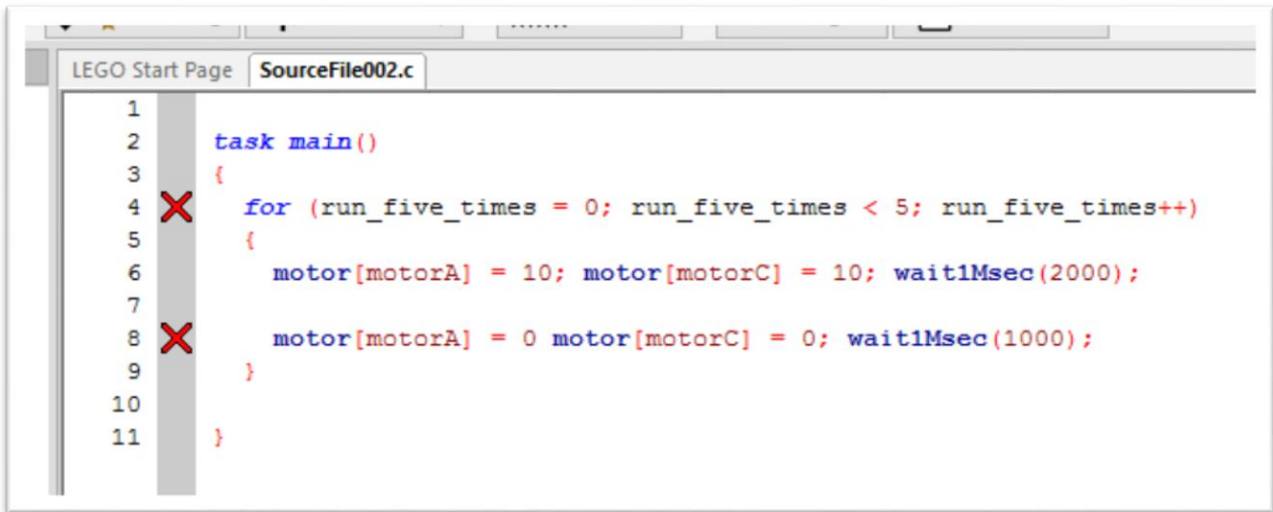 LEGO Start Page SourceFile002.c
1
2 task main()
3 {
4 for (run_five_times = 0; run_five_times < 5; run_five_times++)
5 {
6 motor[motorA] = 10; motor[motorC] = 10; wait1Msec(2000);
7
8 motor[motorA] = 0 motor[motorC] = 0; wait1Msec(1000);
9 }
10
11 }